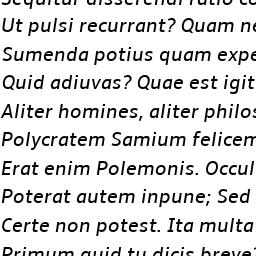 Sequitur disserendi ratio co
Ut pulsi recurrant? Quam ne
Sumenda potius quam expe
Quid adiuvas? Quae est igit
Aliter homines, aliter philos
Polycratem Samium felicem
Erat enim Polemonis. Occul
Poterat autem inpune; Sed
Certe non potest. Ita multa
Primum quid tu dicis breve?